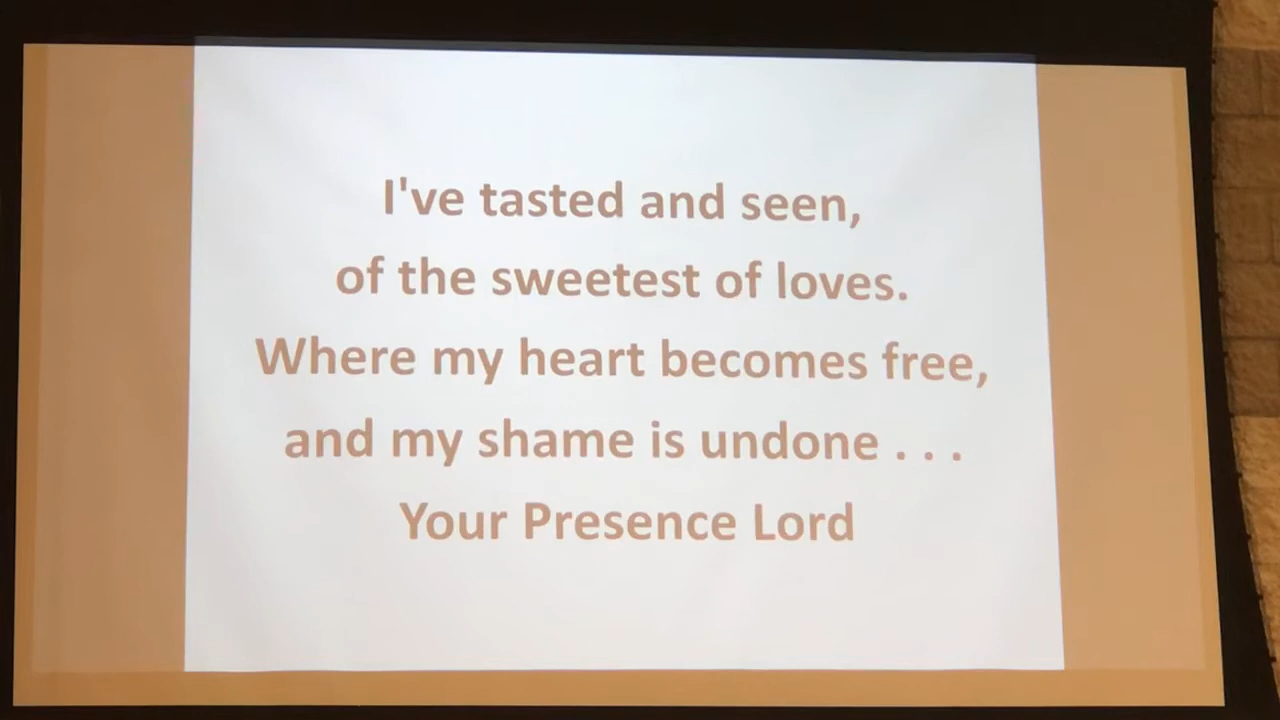 I've tasted and seen,
of the sweetest of loves.
Where my heart becomes free,
and my shame is undone . . .
Your Presence Lord